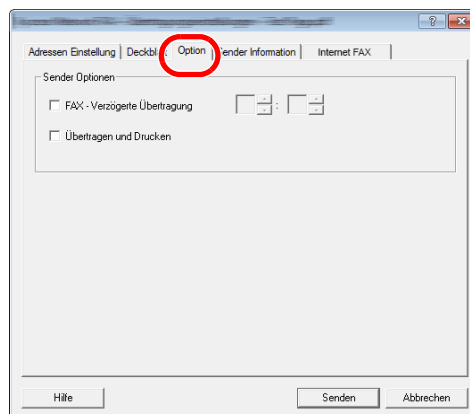 Adressen Einstellung Deckbl Option ender Information Internet FAX
Sender Optionen
FAX - Verzögerte Übertragung :
Übertragen und Drucken
Hilfe Senden Abbrechen